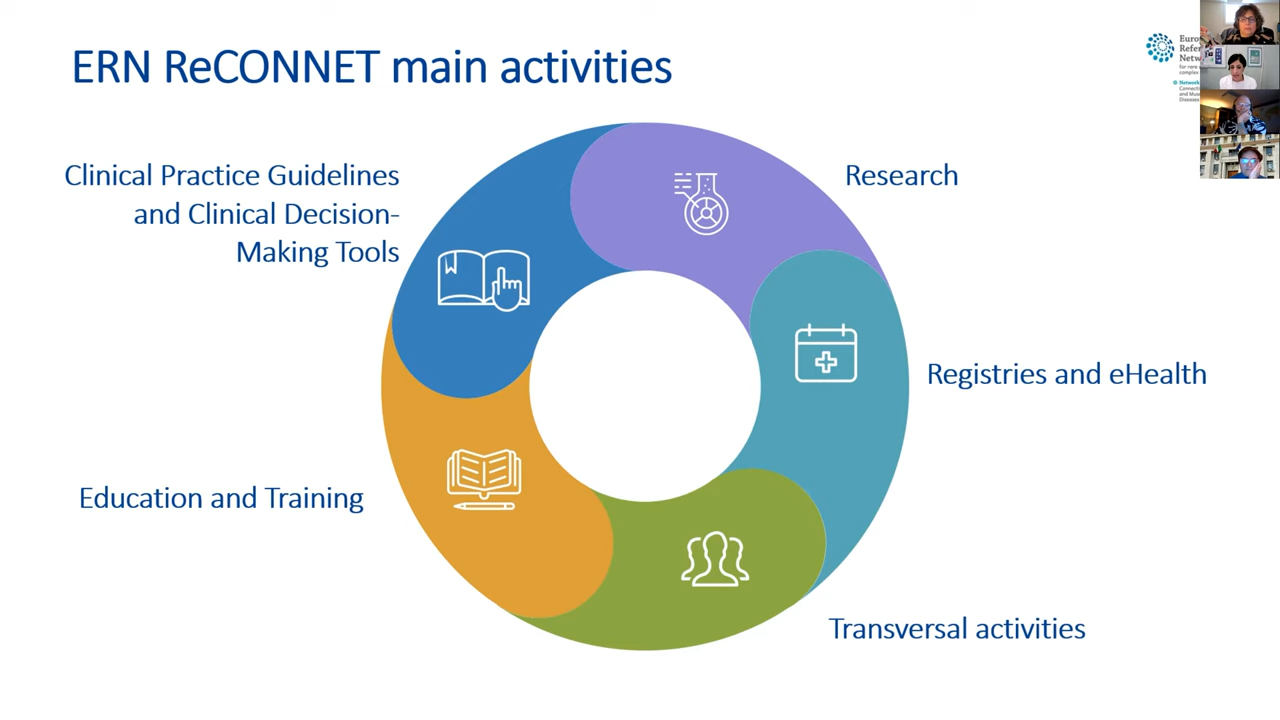 ERN ReCONNET main activities
Clinical Practice Guidelines
and Clinical Decision-
Making Tools
Research
Registries and eHealth
Education and Training
Transversal activities